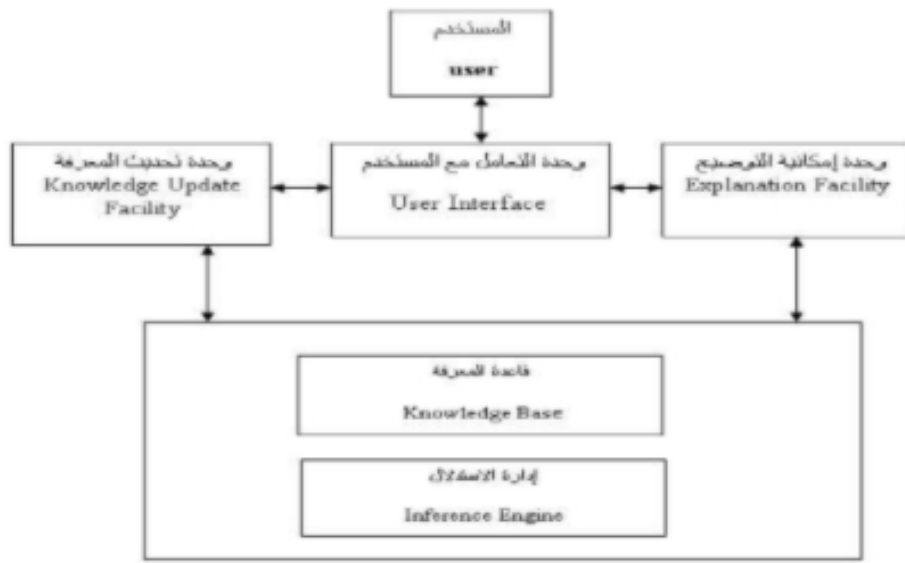 المستخدم
user
وحدة تحديث المعرفة
Knowledge Update
Facility
وحدة التعامل مع المستخدم
User Interface
وحدة إمكانية التوضيح
Explanation Facility
قاعدة المعرفة
Knowledge Base
إدارة الاستدلال
Inference Engine